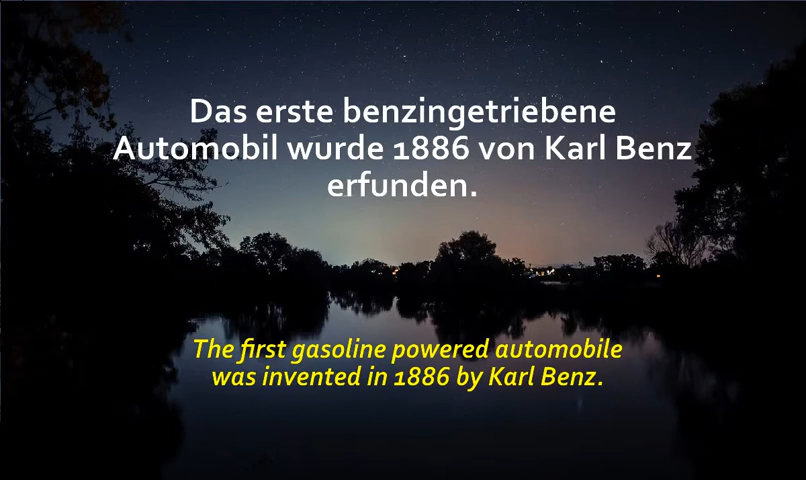 Das erste benzingetriebene
Automobil wurde 1886 von Karl Benz
erfunden.
The first gasoline powered automobile
was invented in 1886 by Karl Benz.